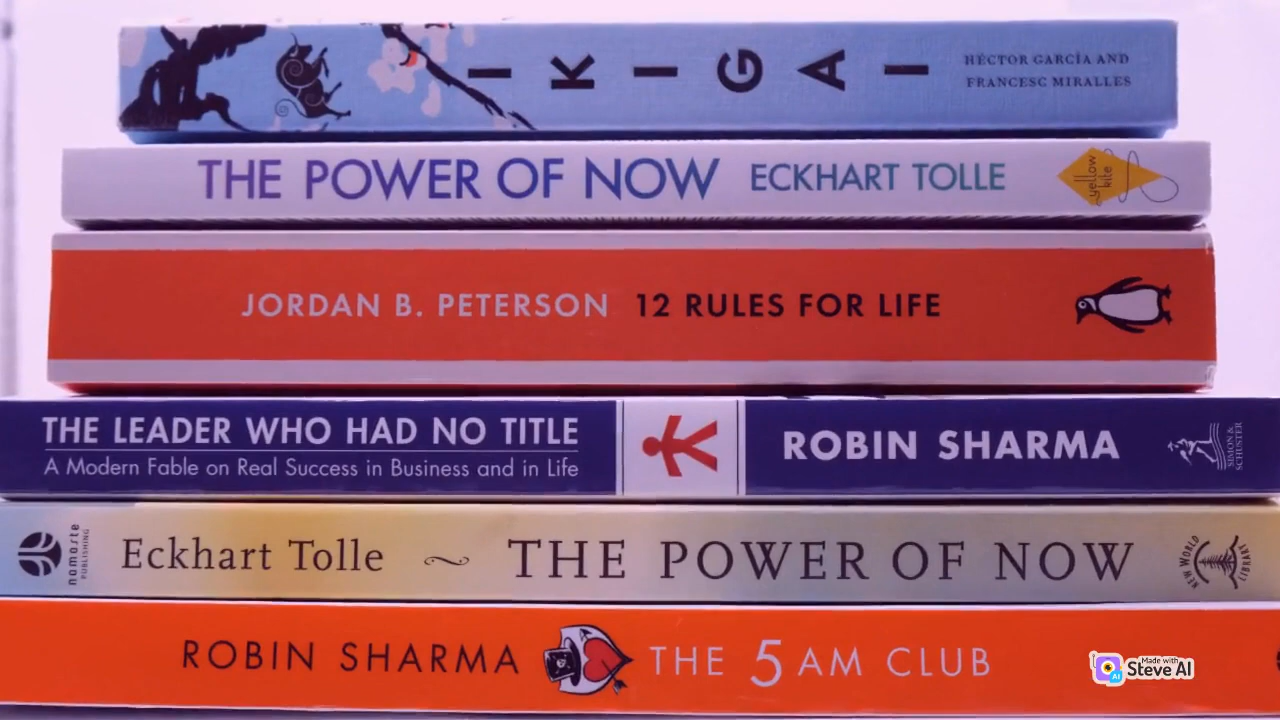 IKIGAI
HÉCTOR GARCÍA AND
FRANCESC MIRALLES
THE POWER OF NOW ECKHART TOLLE
yellow
kite
JORDAN B. PETERSON 12 RULES FOR LIFE
THE LEADER WHO HAD NO TITLE
A Modern Fable on Real Success in Business and in Life
ROBIN SHARMA
SIMON &
SCHUSTER
namaste
PUBLISHING
Eckhart Tolle ~ THE POWER OF NOW
NEW WORLD
LIBRARY
ROBIN SHARMA THE 5 AM CLUB
Made with
AI Steve AI